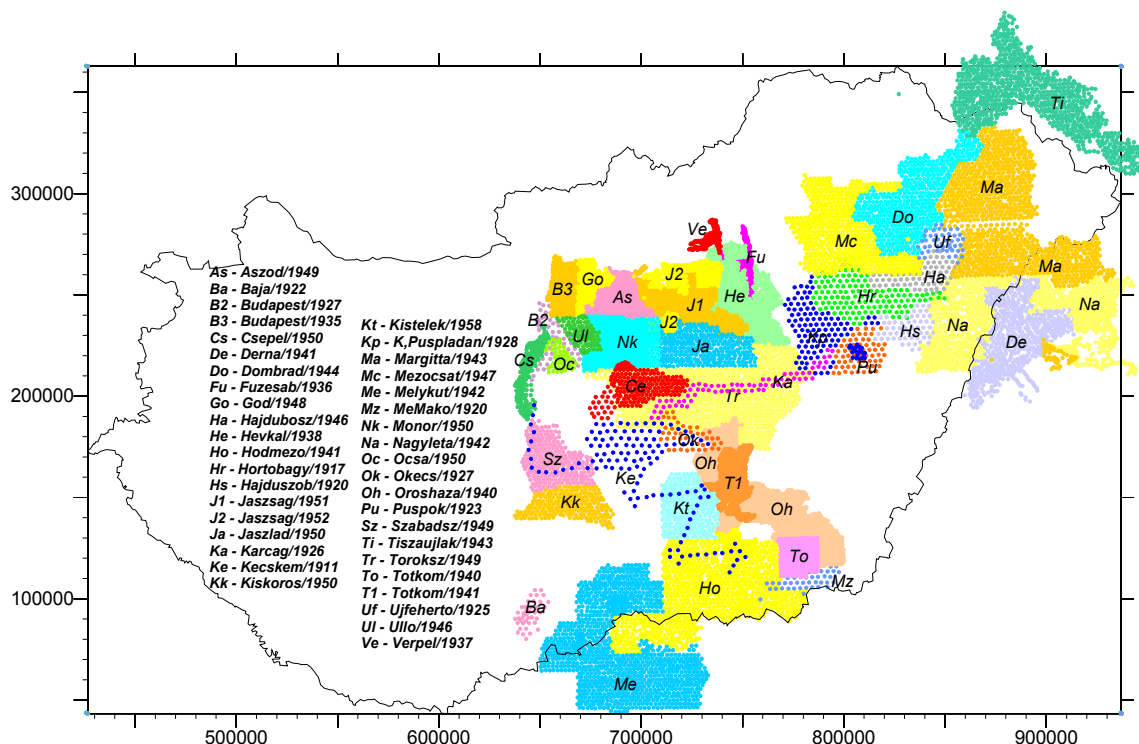 Ti
300000
Ma
Ve
Do
Uf
Mc
Fu
Ma
As - Aszod/1949
Ba - Baja/1922
B2 - Budapest/1927
B3 - Budapest/1935
Cs - Csepel/1950
De - Derna/1941
Do - Dombrad/1944
Fu - Fuzesab/1936
Go - God/1948
Ha - Hajdubosz/1946
He - Hevkal/1938
Ho - Hodmezo/1941
Hr - Hortobagy/1917
Hs - Hajduszob/1920
J1 - Jaszsag/1951
J2 - Jaszsag/1952
Ja - Jaszlad/1950
Ka - Karcag/1926
Ke - Kecskem/1911
Kk - Kiskoros/1950
Kt - Kistelek/1958
Kp - K,Puspladan/1928
Ma - Margitta/1943
Mc - Mezocsat/1947
Me - Melykut/1942
Mz - MeMako/1920
Nk - Monor/1950
Na - Nagyleta/1942
Oc - Ocsa/1950
Ok - Okecs/1927
Oh - Oroshaza/1940
Pu - Puspok/1923
Sz - Szabadsz/1949
Ti - Tiszaujlak/1943
Tr - Toroksz/1949
To - Totkom/1940
T1 - Totkom/1941
Uf - Ujfeherto/1925
Ul - Ullo/1946
Ve - Verpel/1937
Go
J2
Ha
B3
As
J1
He
Hr
Na
B2
Ul
J2
Kp
Hs
Na
Nk
Ja
De
Cs
Oc
Pu
200000
Ce
Ka
Tr
Ok
Sz
Oh
Ke
T1
Kk
Kt
Oh
To
Mz
Ho
100000
Ba
Me
500000
600000
700000
800000
900000